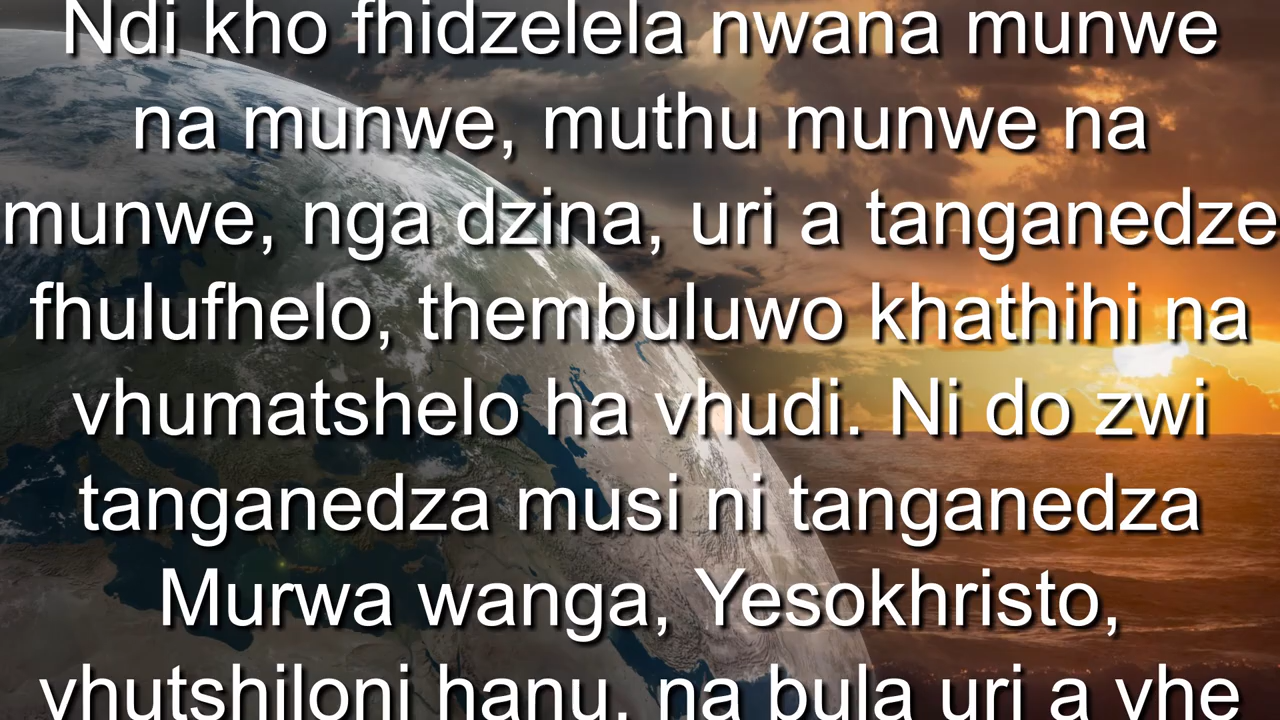 Ndi kho fhidzelela nwana munwe
na munwe, muthu munwe na
munwe, nga dzina, uri a tanganedze
fhulufhelo, thembuluwo khathihi na
vhumatshelo ha vhudi. Ni do zwi
tanganedza musi ni tanganedza
Murwa wanga, Yesokhristo,
vhutshiloni hanu, na bula uri a vhe